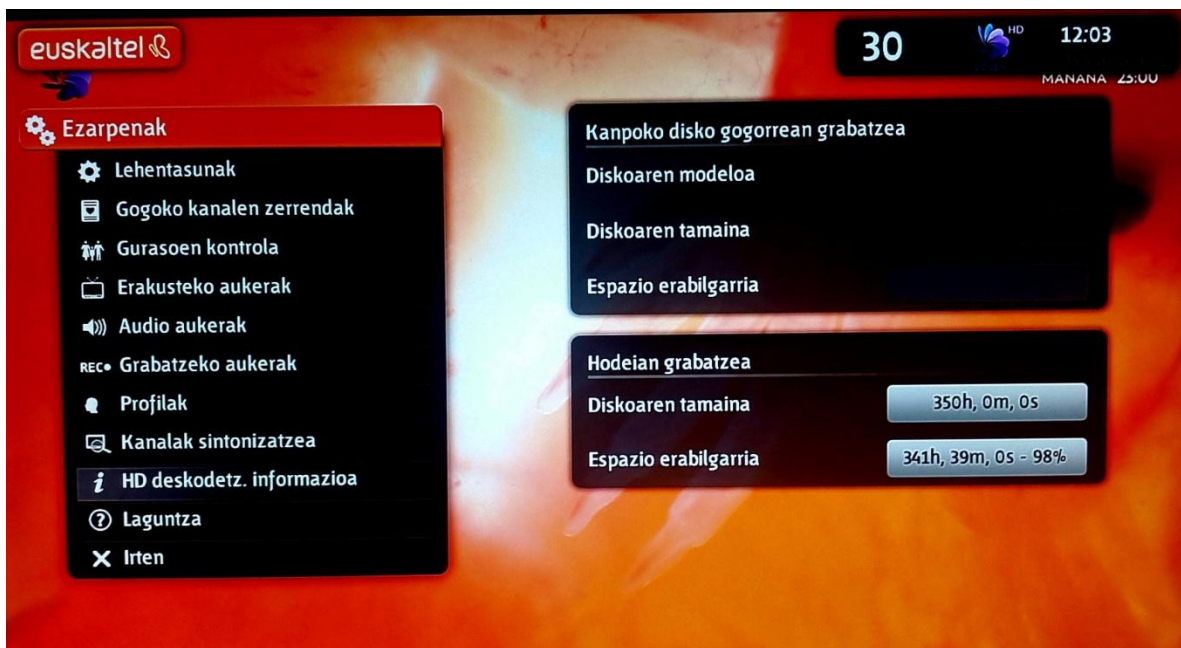 euskaltel
30
HD
12:03
MAÑANA 23:00
Ezarpenak
Lehentasunak
Gogoko kanalen zerrendak
Gurasoen kontrola
Erakusteko aukerak
Audio aukerak
REC Grabatzeko aukerak
Profilak
Kanalak sintonizatzea
i HD deskodetz. informazioa
? Laguntza
X Irten
Kanpoko disko gogorrean grabatzea
Diskoaren modeloa
Diskoaren tamaina
Espazio erabilgarria
Hodeian grabatzea
Diskoaren tamaina 350h, 0m, 0s
Espazio erabilgarria 341h, 39m, 0s - 98%